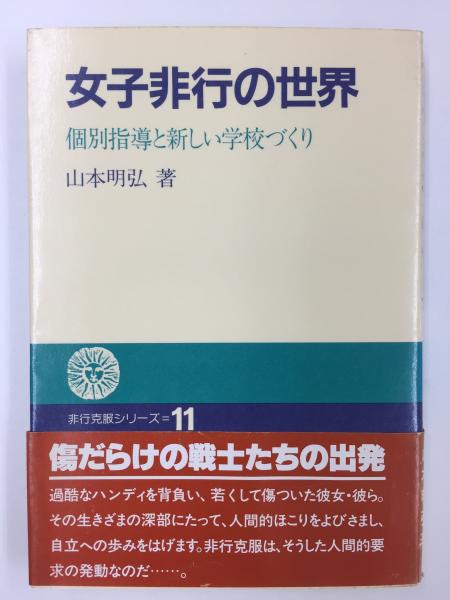 女子非行の世界
個別指導と新しい学校づくり
山本明弘 著
非行克服シリーズ=11
傷だらけの戦士たちの出発
過酷なハンディを背負い、若くして傷ついた彼女・彼ら。
その生きざまの深部にたって、人間的ほこりをよびさまし、
自立への歩みをはげます。非行克服は、そうした人間的要
求の発動なのだ……。